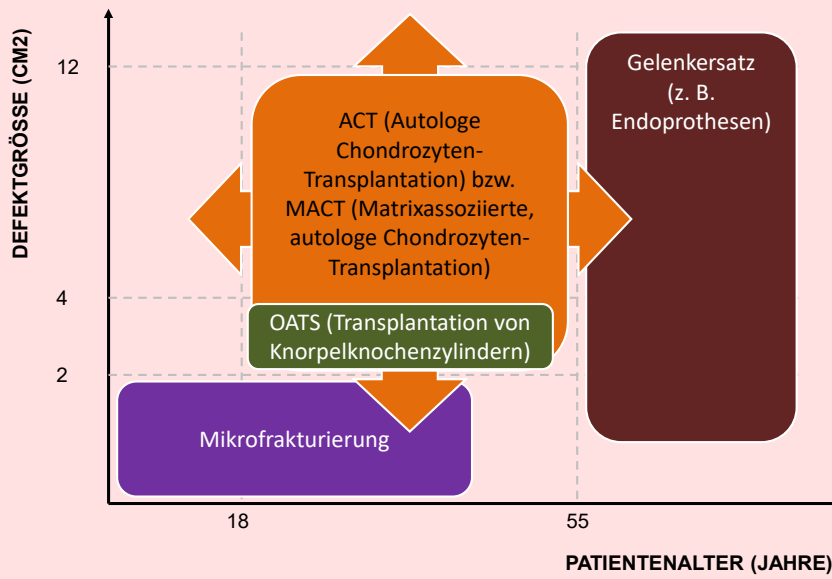 DEFEKTGRÖSSE (CM2)
12
4
2
ACT (Autologe
Chondrozyten-
Transplantation) bzw.
MACT (Matrixassoziierte,
autologe Chondrozyten-
Transplantation)
Gelenkersatz
(z. B.
Endoprothesen)
OATS (Transplantation von
Knorpelknochenzylindern)
Mikrofrakturierung
18
55
PATIENTENALTER (JAHRE)